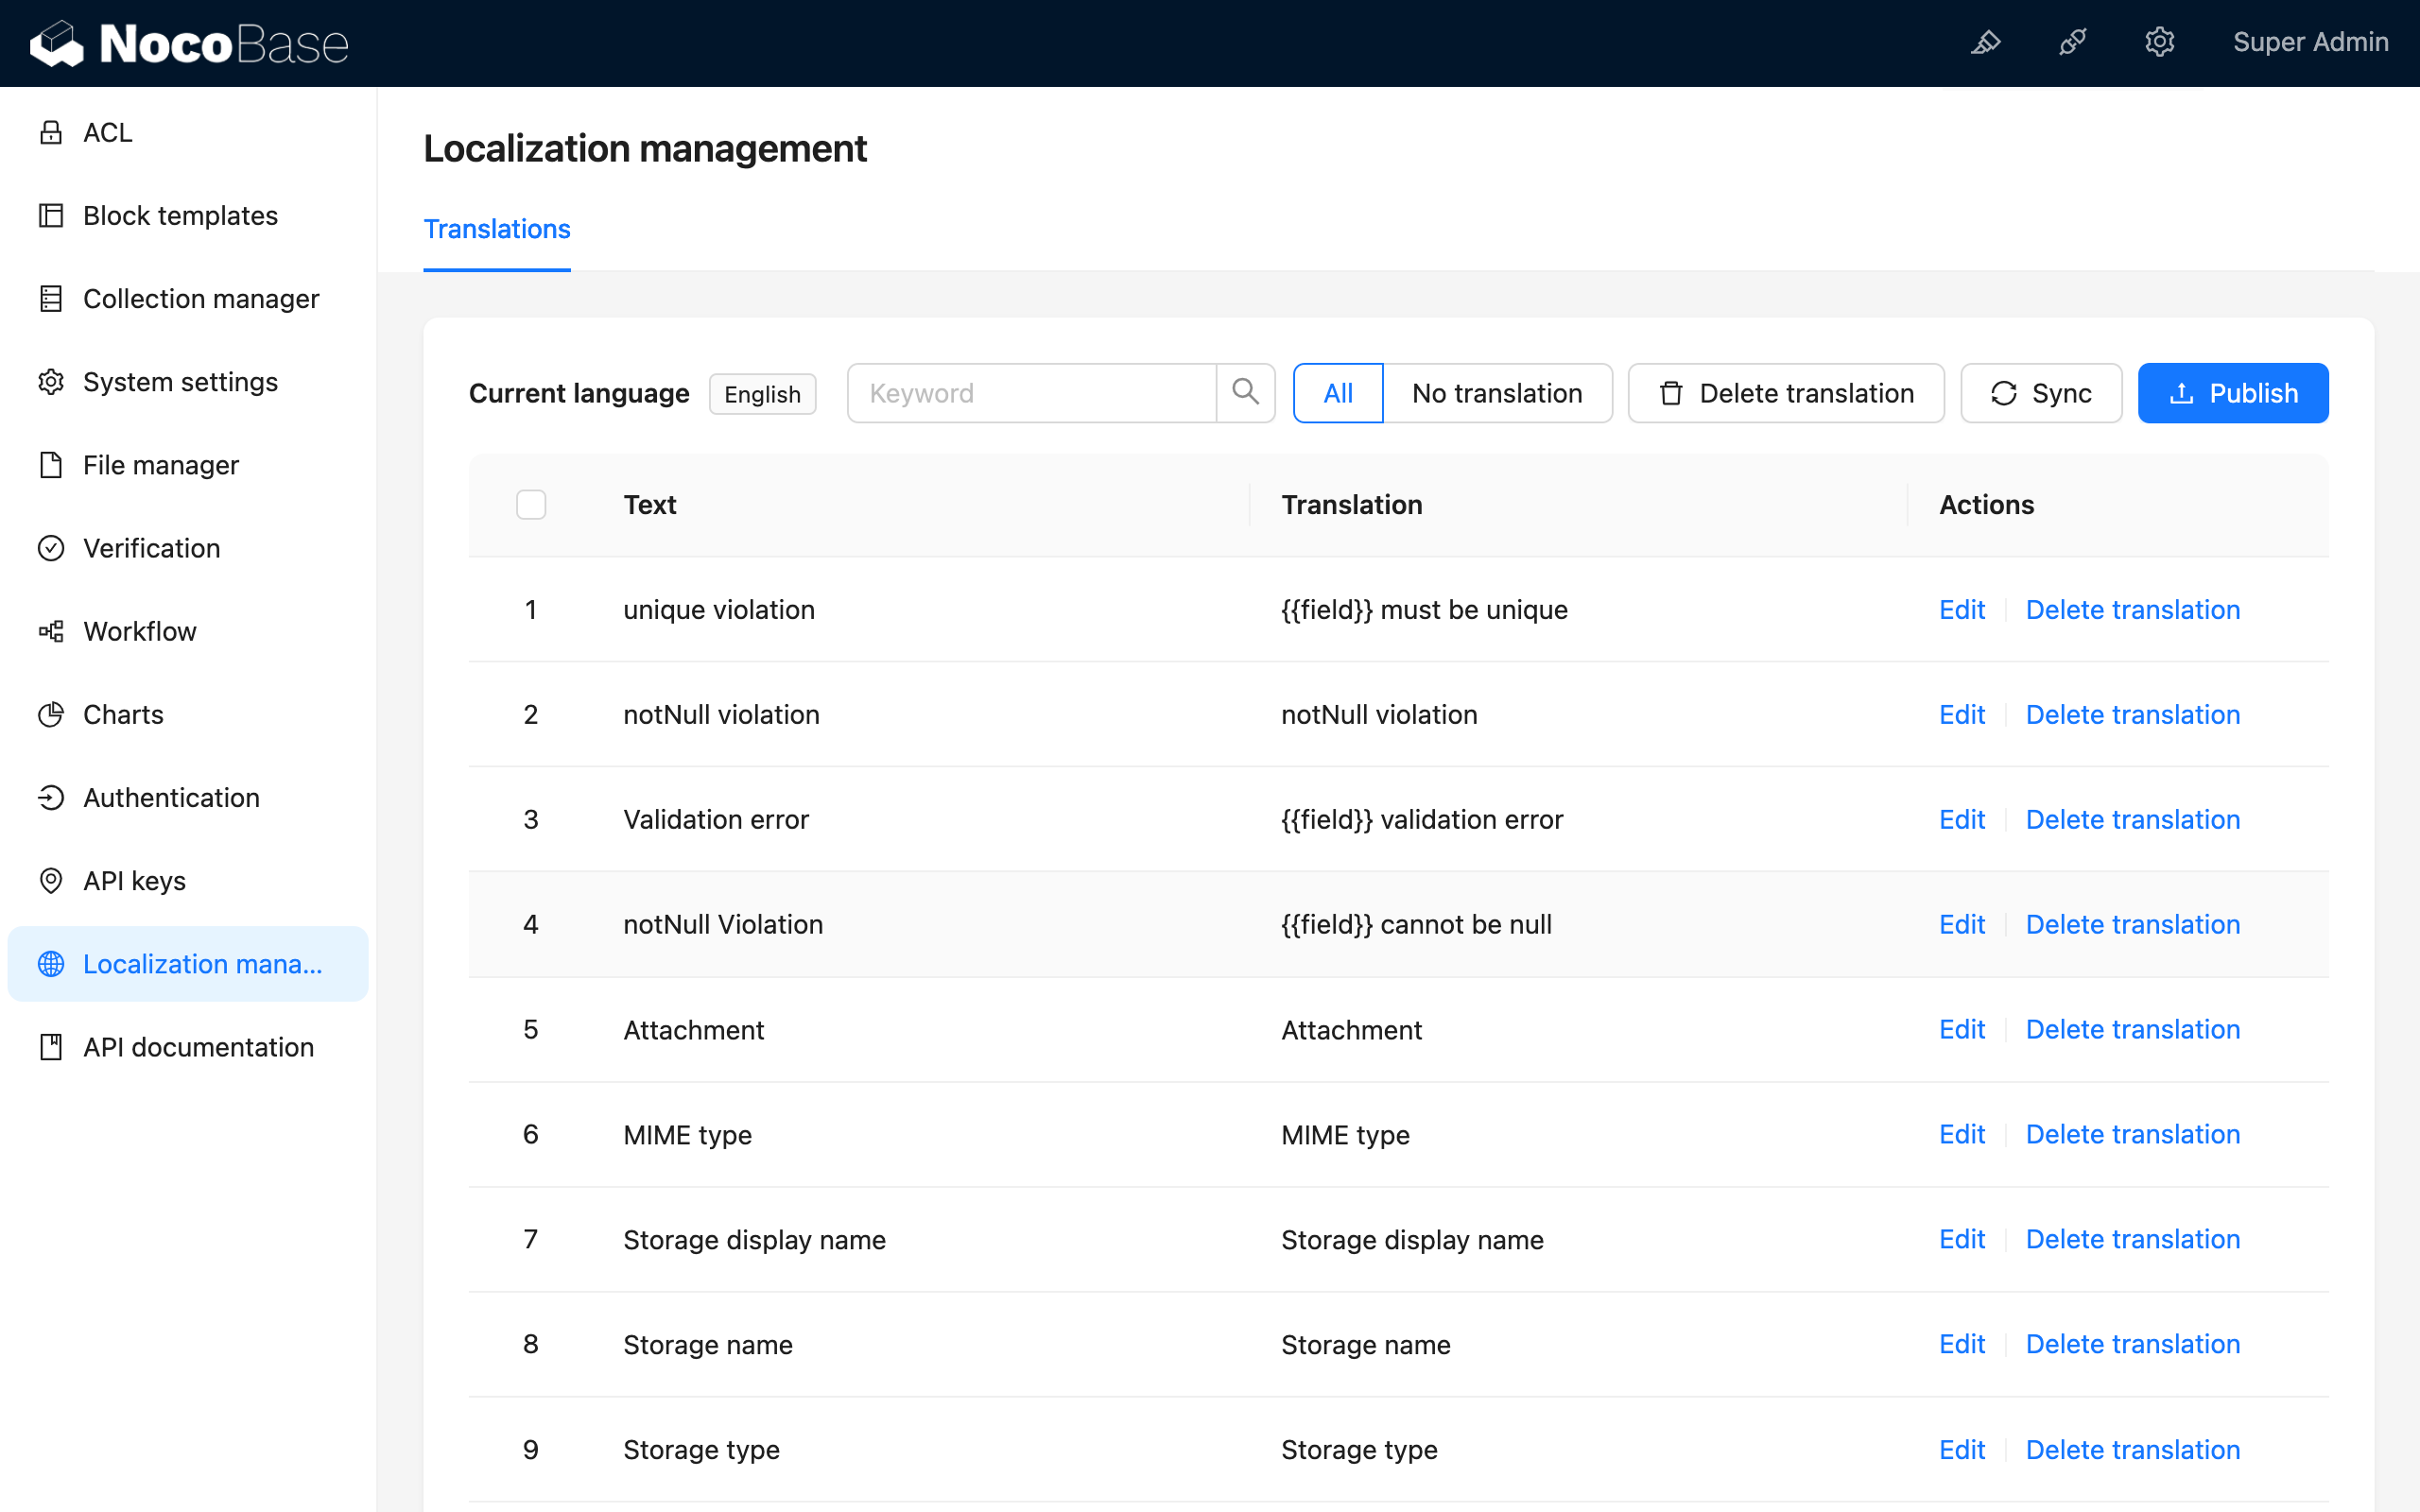 NocoBase
Super Admin
ACL
Block templates
Collection manager
System settings
File manager
Verification
Workflow
Charts
Authentication
API keys
Localization mana...
API documentation
Localization management
Translations
Current language English Keyword All No translation Delete translation Sync Publish
Text Translation Actions
1 unique violation {{field}} must be unique Edit Delete translation
2 notNull violation notNull violation Edit Delete translation
3 Validation error {{field}} validation error Edit Delete translation
4 notNull Violation {{field}} cannot be null Edit Delete translation
5 Attachment Attachment Edit Delete translation
6 MIME type MIME type Edit Delete translation
7 Storage display name Storage display name Edit Delete translation
8 Storage name Storage name Edit Delete translation
9 Storage type Storage type Edit Delete translation